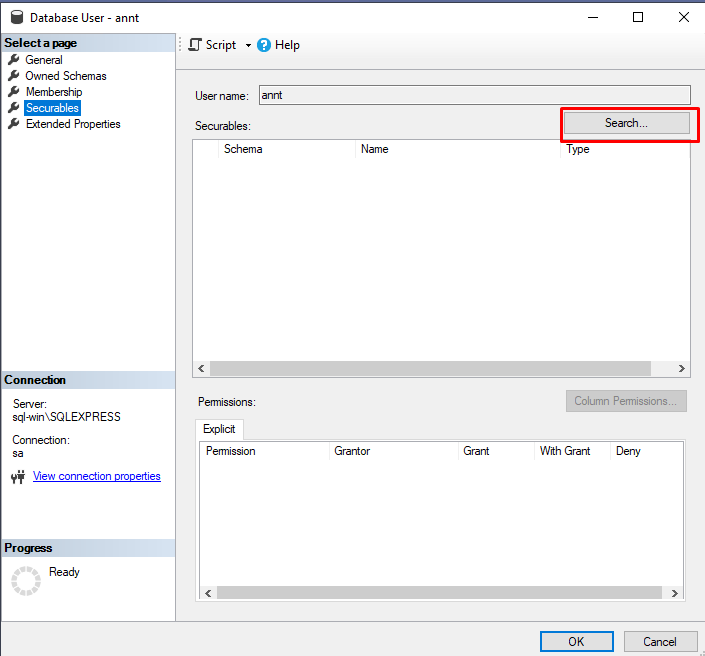 Database User - annt
Select a page
General
Owned Schemas
Membership
Securables
Extended Properties
Script
Help
User name:
annt
Securables:
Search...
Schema
Name
Type
Connection
Server:
sql-win\SQLEXPRESS
Connection:
sa
View connection properties
Permissions:
Column Permissions...
Explicit
Permission
Grantor
Grant
With Grant
Deny
Progress
Ready
OK
Cancel